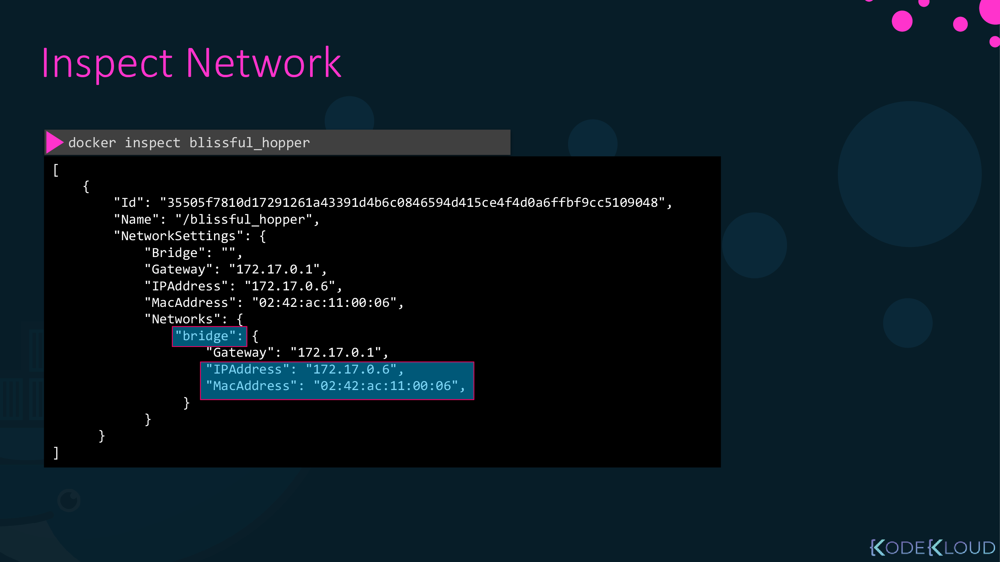 Inspect Network
docker inspect blissful_hopper
[
{
"Id": "35505f7810d17291261a43391d4b6c0846594d415ce4f4d0a6ffbf9cc5109048",
"Name": "/blissful_hopper",
"NetworkSettings": {
"Bridge": "",
"Gateway": "172.17.0.1",
"IPAddress": "172.17.0.6",
"MacAddress": "02:42:ac:11:00:06",
"Networks": {
"bridge": {
"Gateway": "172.17.0.1",
"IPAddress": "172.17.0.6",
"MacAddress": "02:42:ac:11:00:06",
}
}
}
]
KODEKLOUD